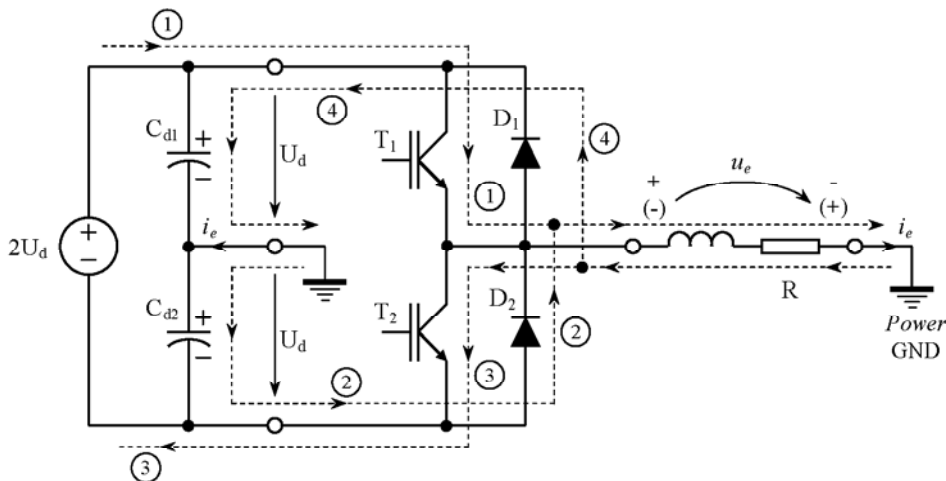 1
4
C_d1
+
−
U_d
T_1
D_1
4
1
+
(-)
u_e
-
(+)
2U_d
+
−
i_e
i_e
R
Power
GND
C_d2
+
−
U_d
T_2
D_2
2
3
2
3